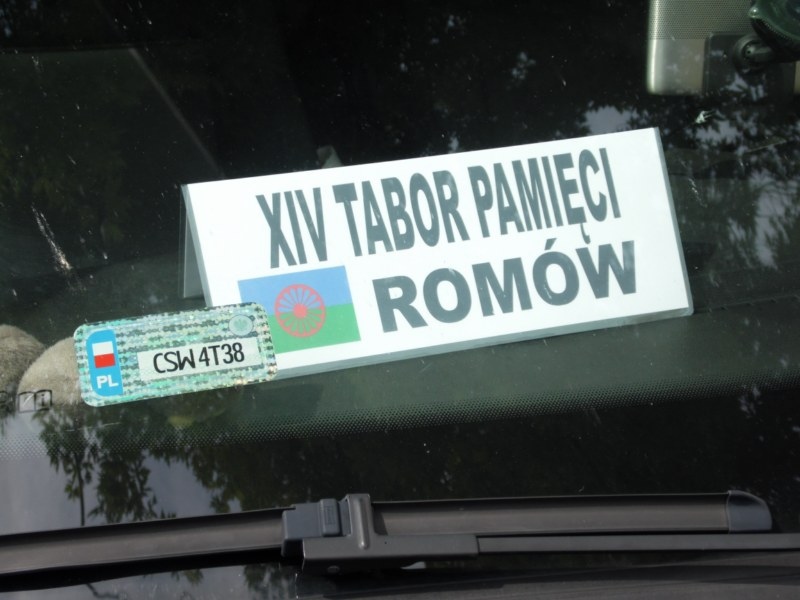 XIV TABOR PAMIĘCI
ROMÓW
PL
CSW 4T38